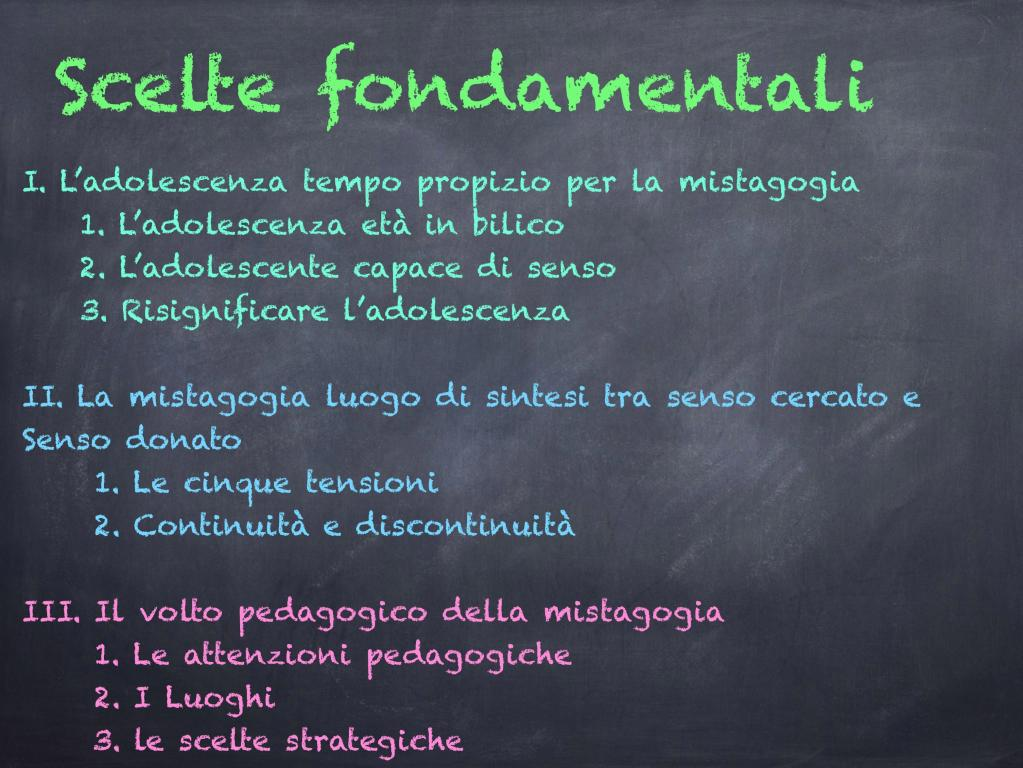 Scelte fondamentali
I. L'adolescenza tempo propizio per la mistagogia
1. L'adolescenza età in bilico
2. L'adolescente capace di senso
3. Risignificare l'adolescenza
II. La mistagogia luogo di sintesi tra senso cercato e
Senso donato
1. Le cinque tensioni
2. Continuità e discontinuità
III. Il volto pedagogico della mistagogia
1. Le attenzioni pedagogiche
2. I Luoghi
3. le scelte strategiche